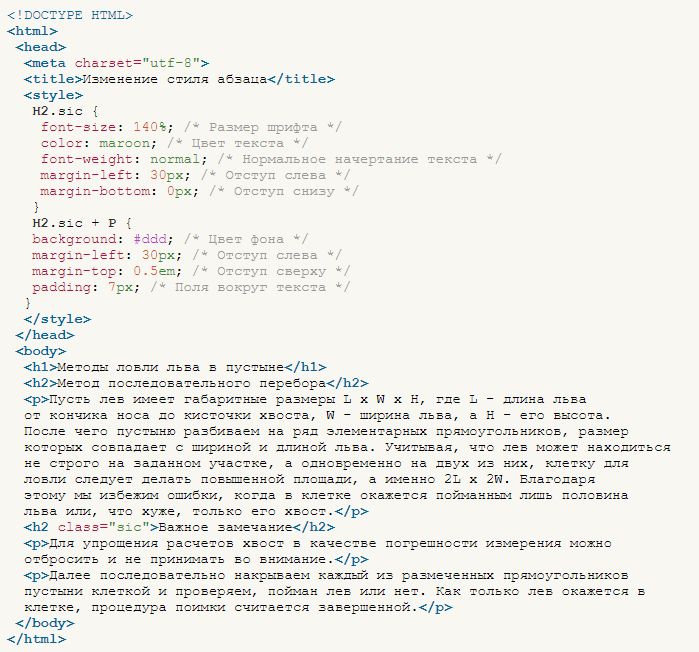 <!DOCTYPE HTML>
<html>
<head>
<meta charset="utf-8">
<title>Изменение стиля абзаца</title>
<style>
H2.sic {
font-size: 140%; /* Размер шрифта */
color: maroon; /* Цвет текста */
font-weight: normal; /* Нормальное начертание текста */
margin-left: 30px; /* Отступ слева */
margin-bottom: 0px; /* Отступ снизу */
}
H2.sic + P {
background: #ddd; /* Цвет фона */
margin-left: 30px; /* Отступ слева */
margin-top: 0.5em; /* Отступ сверху */
padding: 7px; /* Поля вокруг текста */
}
</style>
</head>
<body>
<h1>Методы ловли льва в пустыне</h1>
<h2>Метод последовательного перебора</h2>
<p>Пусть лев имеет габаритные размеры L x W x H, где L - длина льва
от кончика носа до кисточки хвоста, W - ширина льва, а H - его высота.
После чего пустыню разбиваем на ряд элементарных прямоугольников, размер
которых совпадает с шириной и длиной льва. Учитывая, что лев может находиться
не строго на заданном участке, а одновременно на двух из них, клетку для
ловли следует делать повышенной площади, а именно 2L x 2W. Благодаря
этому мы избежим ошибки, когда в клетке окажется пойманным лишь половина
льва или, что хуже, только его хвост.</p>
<h2 class="sic">Важное замечание</h2>
<p>Для упрощения расчетов хвост в качестве погрешности измерения можно
отбросить и не принимать во внимание.</p>
<p>Далее последовательно накрываем каждый из размеченных прямоугольников
пустыни клеткой и проверяем, пойман лев или нет. Как только лев окажется в
клетке, процедура поимки считается завершенной.</p>
</body>
</html>